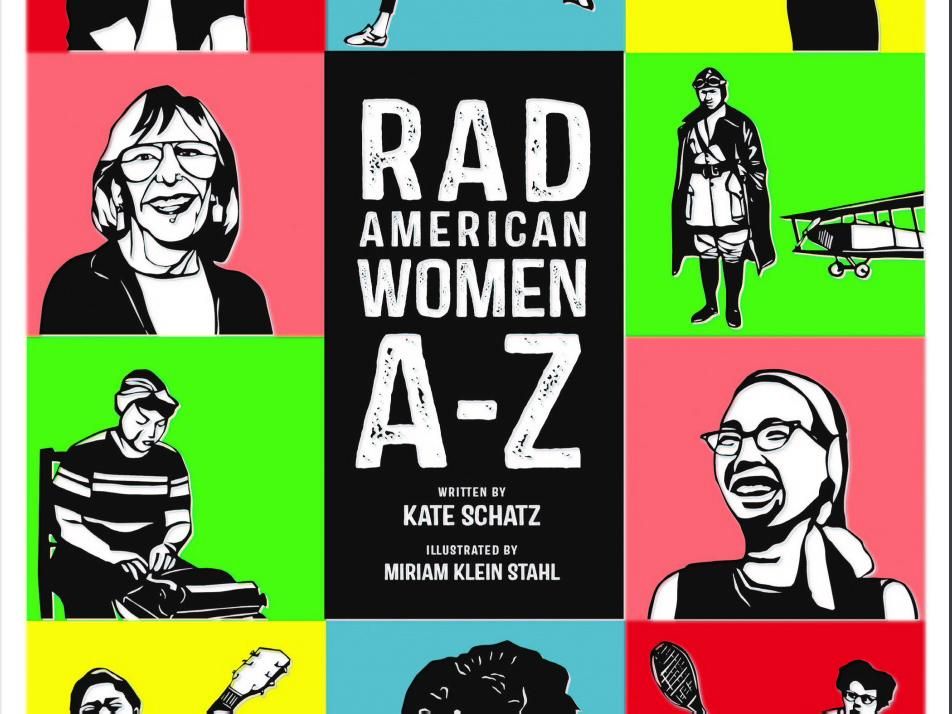 RAD
AMERICAN
WOMEN
A-Z
WRITTEN BY
KATE SCHATZ
ILLUSTRATED BY
MIRIAM KLEIN STAHL